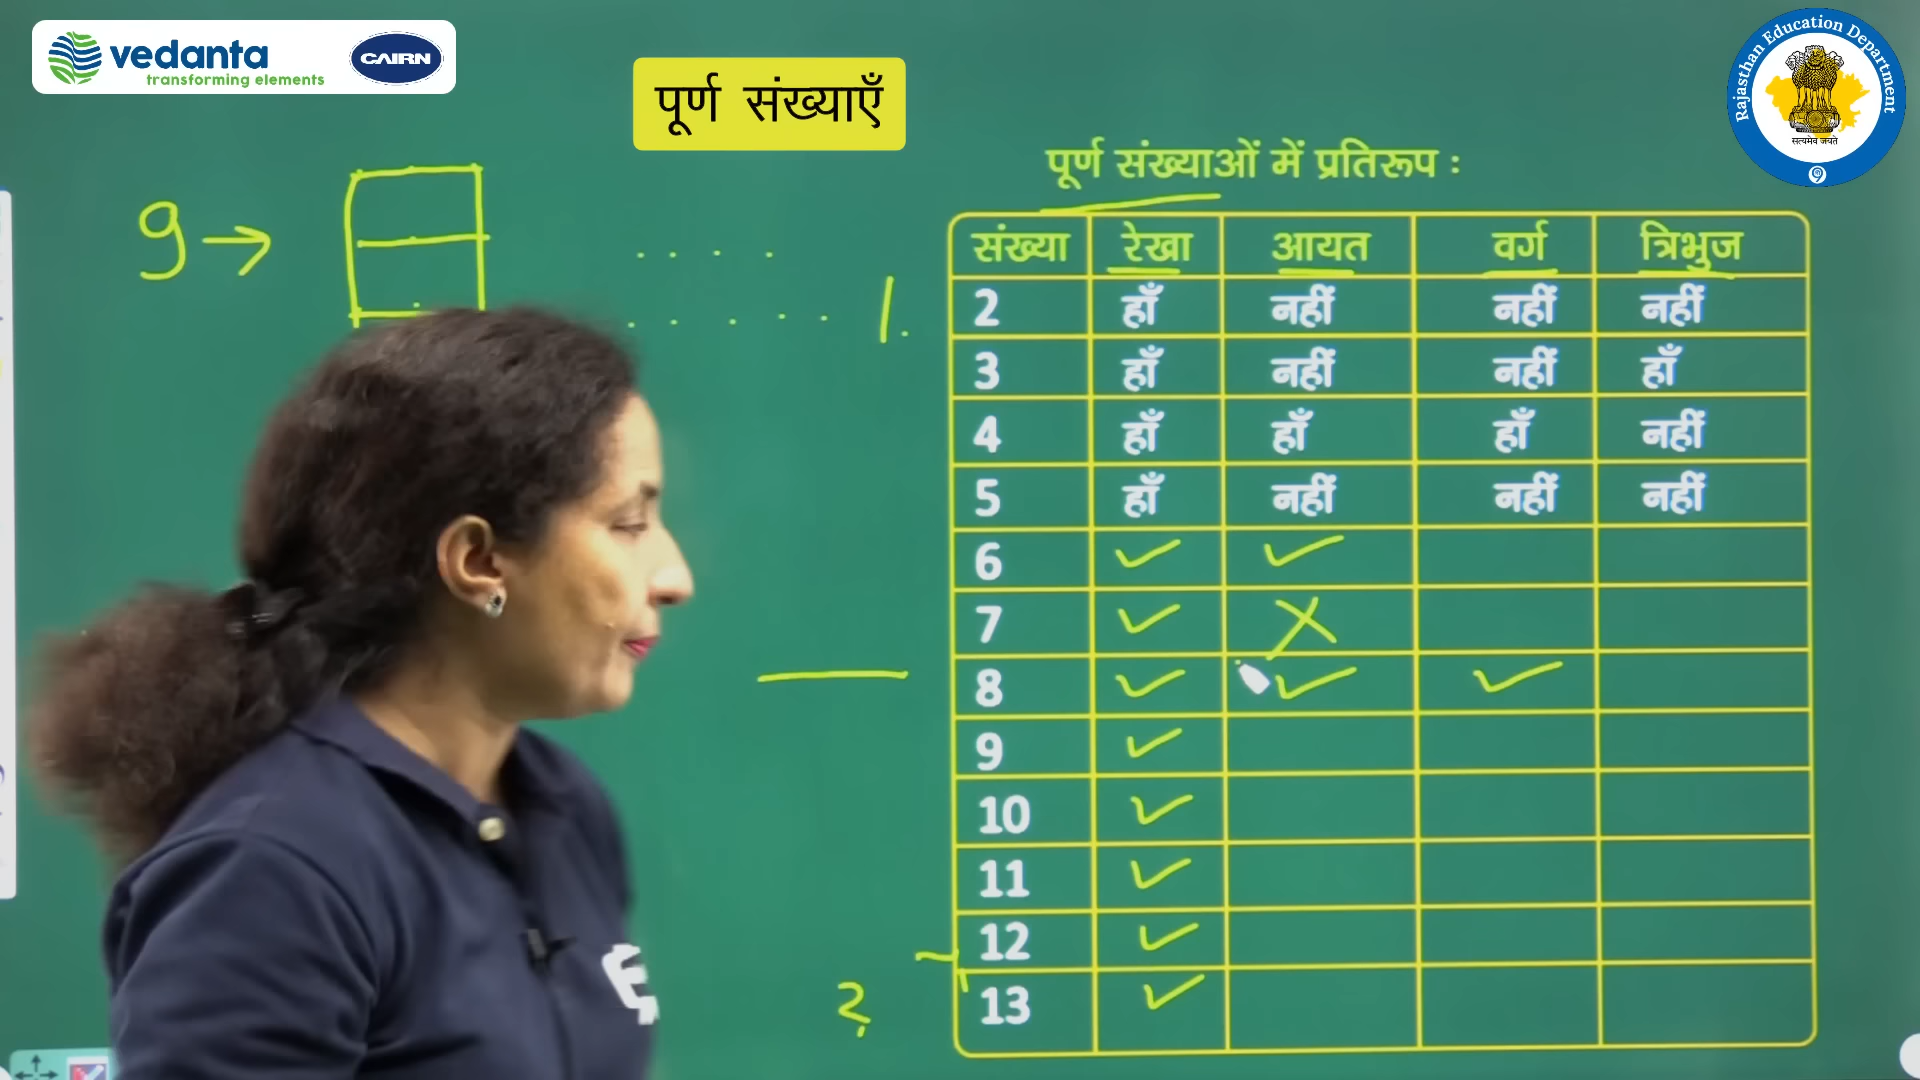 vedanta
transforming elements
CAIRN
पूर्ण संख्याएँ
Rajasthan Education Department
सत्यमेव जयते
पूर्ण संख्याओं में प्रतिरूप :
9 →
संख्या रेखा आयत वर्ग त्रिभुज
2 हाँ नहीं नहीं नहीं
3 हाँ नहीं नहीं हाँ
4 हाँ हाँ हाँ नहीं
5 हाँ नहीं नहीं नहीं
6 ✓ ✓
7 ✓ ✗
8 ✓ ✓ ✓
9 ✓
10 ✓
11 ✓
12 ✓
13 ✓
?